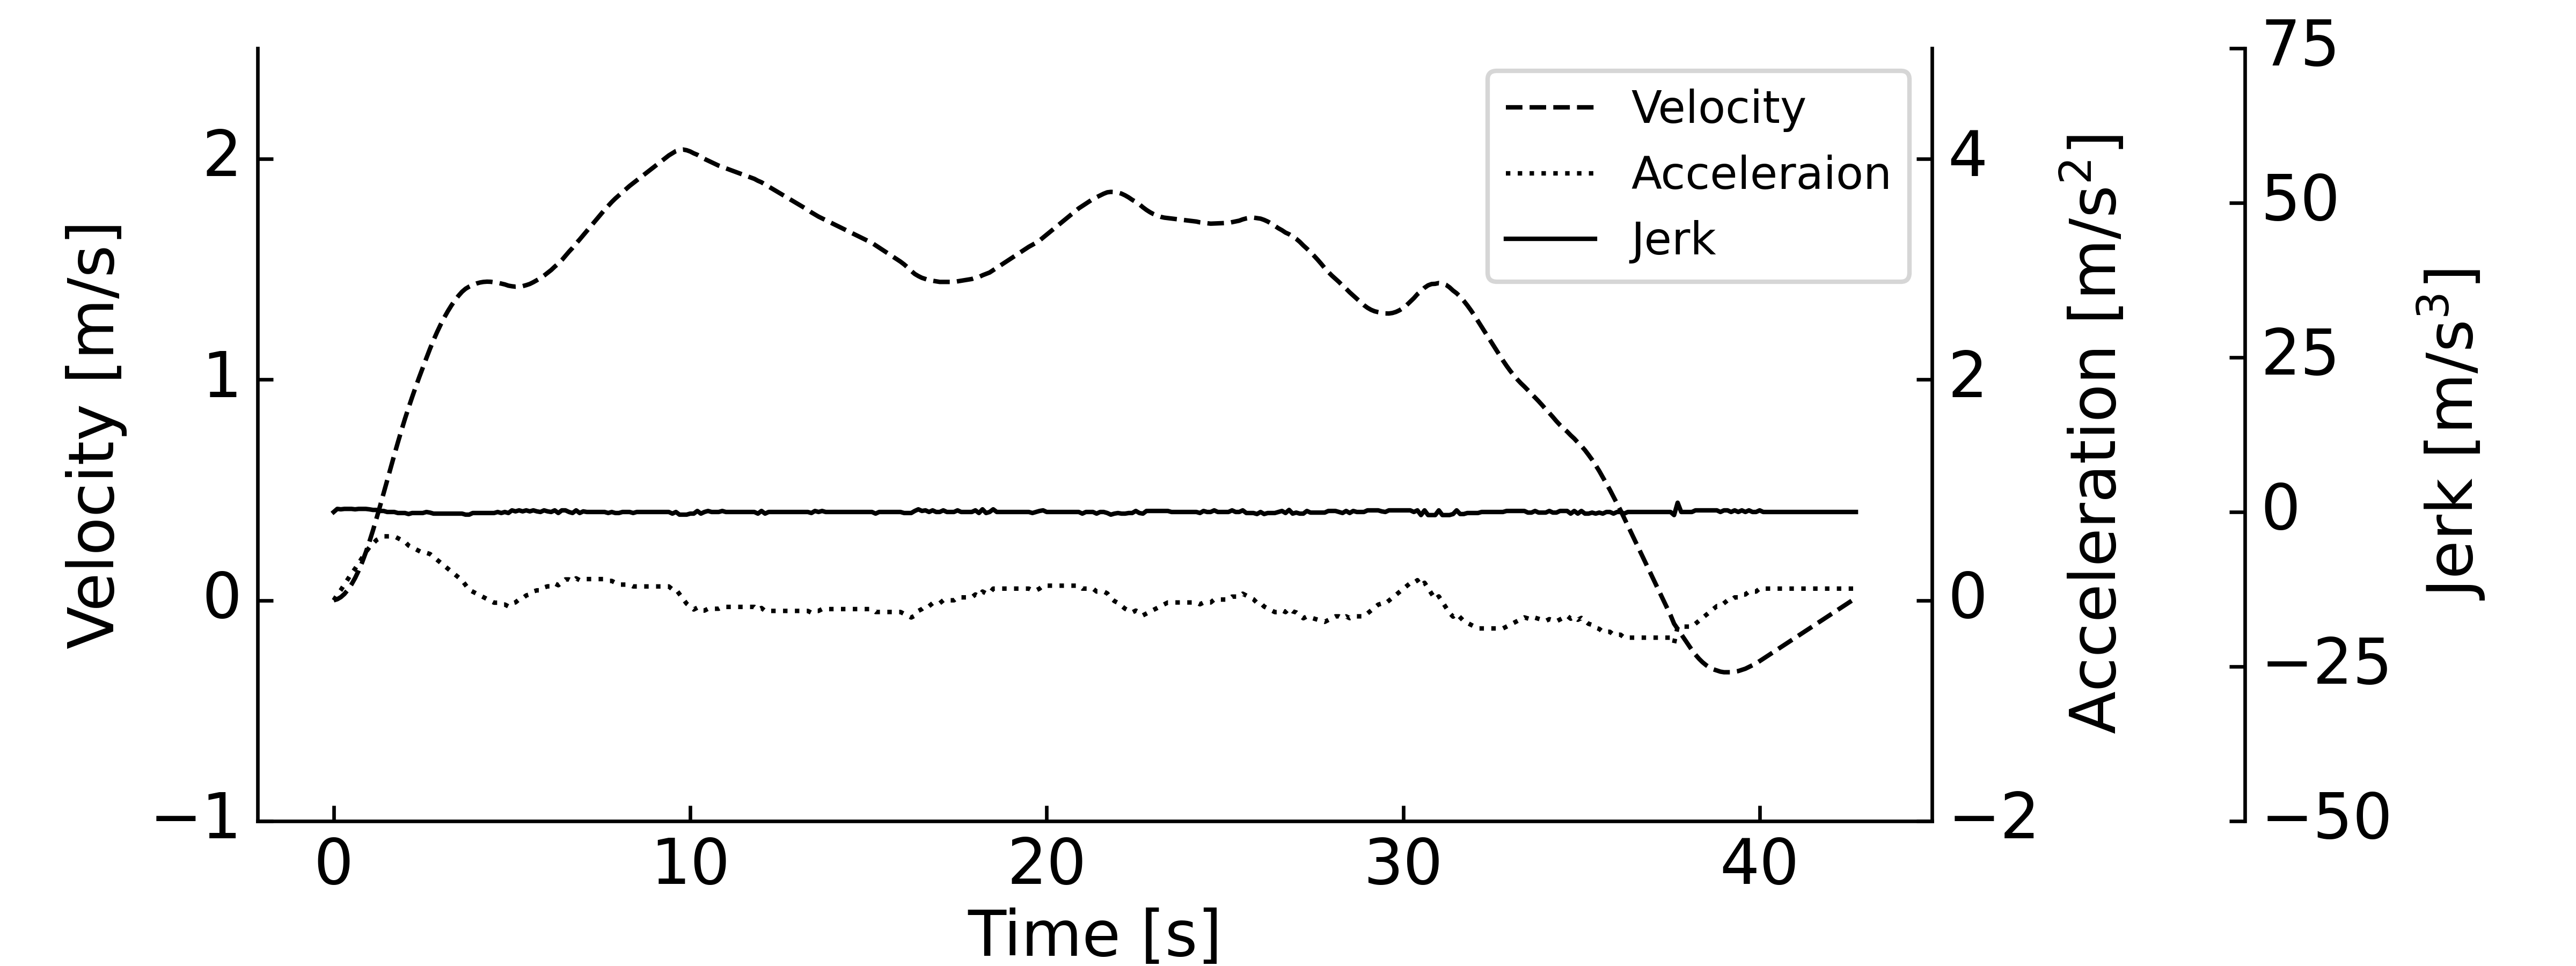 Velocity [m/s]
2
1
0
−1
0
10
20
30
40
Time [s]
Velocity
Acceleraion
Jerk
4
2
0
−2
Acceleration [m/s²]
75
50
25
0
−25
−50
Jerk [m/s³]